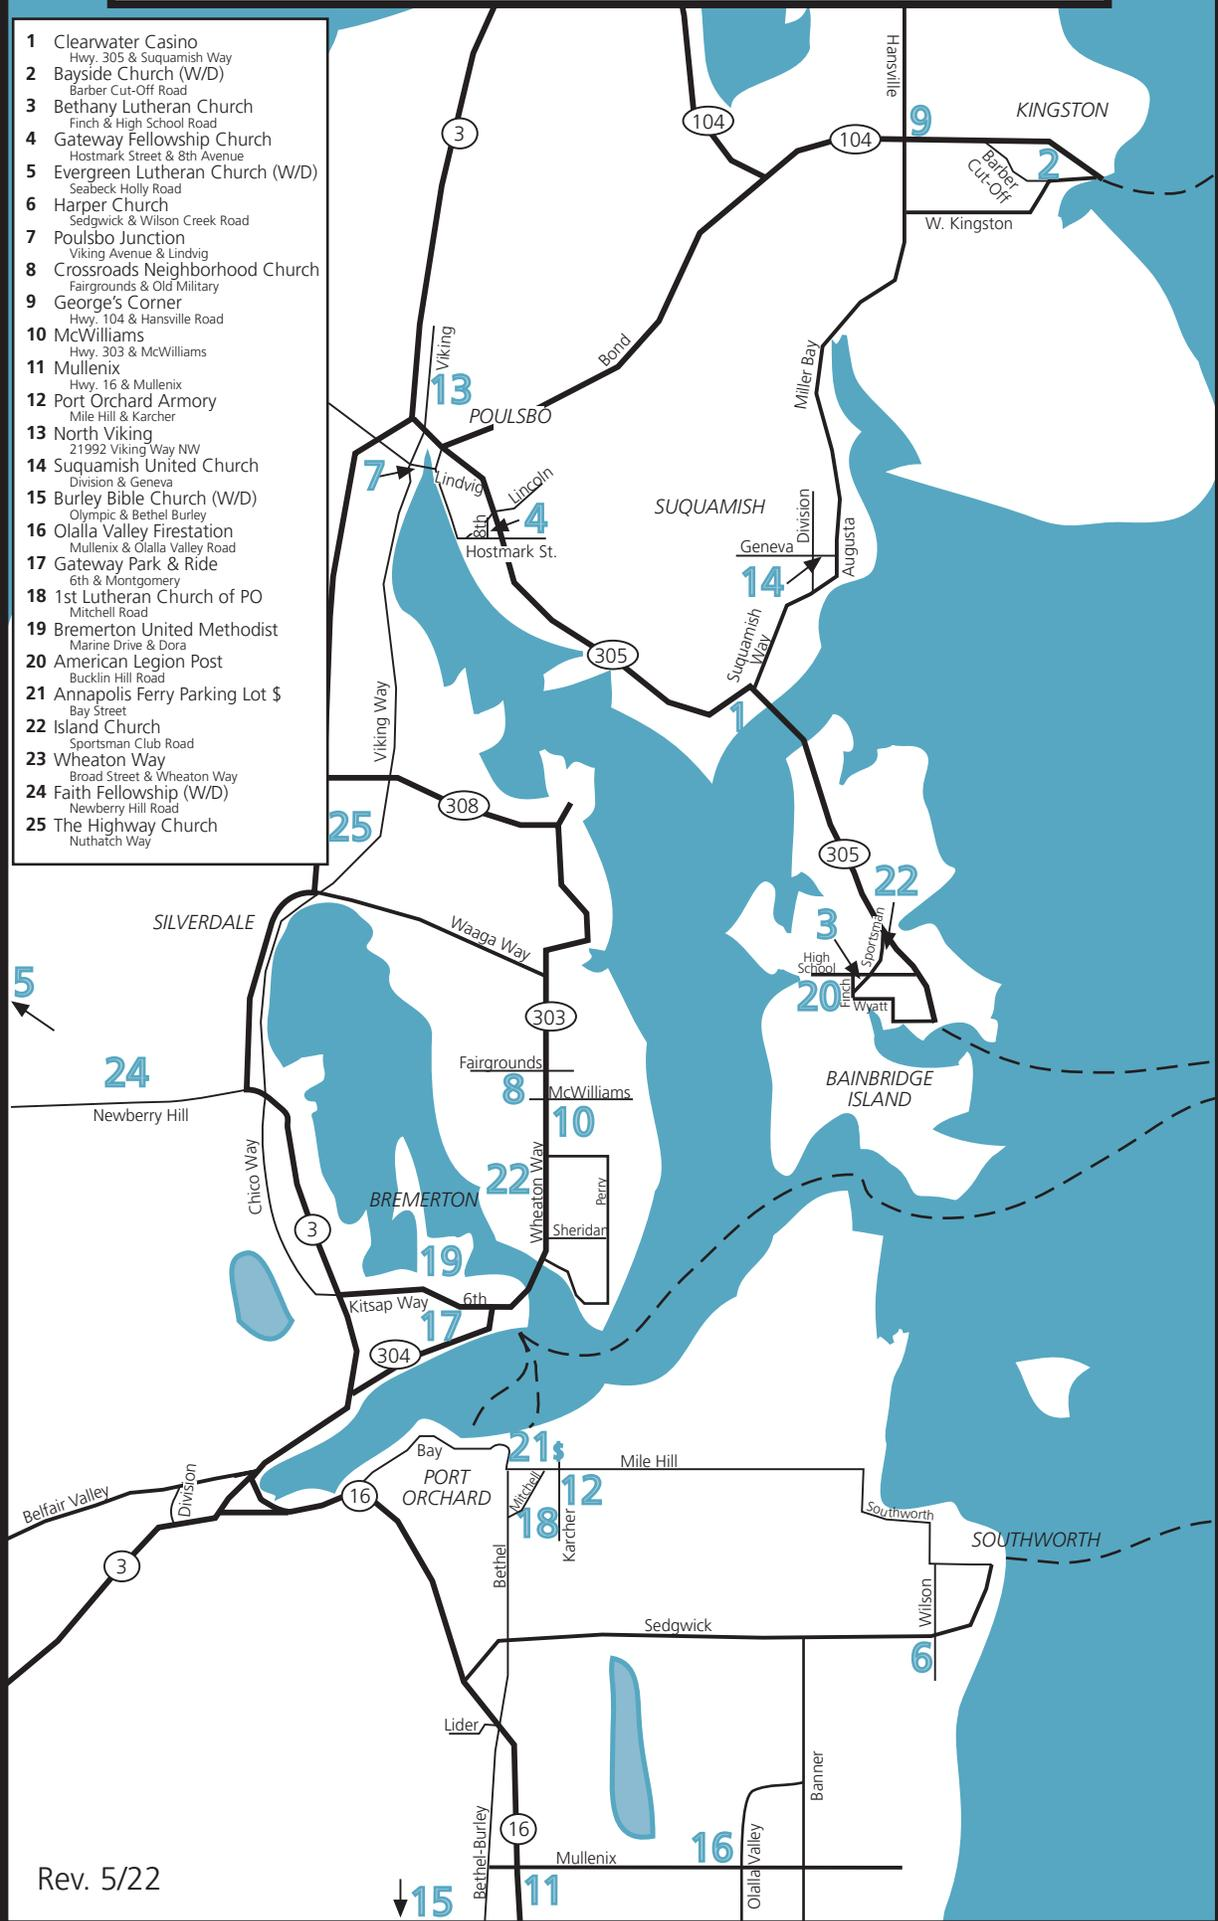 1 Clearwater Casino
Hwy. 305 & Suquamish Way
2 Bayside Church (W/D)
Barber Cut-Off Road
3 Bethany Lutheran Church
Finch & High School Road
4 Gateway Fellowship Church
Hostmark Street & 8th Avenue
5 Evergreen Lutheran Church (W/D)
Seabeck Holly Road
6 Harper Church
Sedgwick & Wilson Creek Road
7 Poulsbo Junction
Viking Avenue & Lindvig
8 Crossroads Neighborhood Church
Fairgrounds & Old Military
9 George's Corner
Hwy. 104 & Hansville Road
10 McWilliams
Hwy. 303 & McWilliams
11 Mullenix
Hwy. 16 & Mullenix
12 Port Orchard Armory
Mile Hill & Karcher
13 North Viking
21992 Viking Way NW
14 Suquamish United Church
Division & Geneva
15 Burley Bible Church (W/D)
Olympic & Bethel Burley
16 Olalla Valley Firestation
Mullenix & Olalla Valley Road
17 Gateway Park & Ride
6th & Montgomery
18 1st Lutheran Church of PO
Mitchell Road
19 Bremerton United Methodist
Marine Drive & Dora
20 American Legion Post
Bucklin Hill Road
21 Annapolis Ferry Parking Lot $
Bay Street
22 Island Church
Sportsman Club Road
23 Wheaton Way
Broad Street & Wheaton Way
24 Faith Fellowship (W/D)
Newberry Hill Road
25 The Highway Church
Nuthatch Way
Hansville
KINGSTON
3
104
104
9
Barber
Cut-Off
2
W. Kingston
Viking
Bond
Miller Bay
13
POULSBO
7
Lindvig
Lincoln
8th
4
Hostmark St.
SUQUAMISH
Division
Geneva
Augusta
14
Suquamish
Way
305
1
Viking Way
308
25
305
22
SILVERDALE
Waaga Way
3
Sportsman
High
School
20
Finch
Wyatt
5
303
24
Newberry Hill
Fairgrounds
8
McWilliams
10
BAINBRIDGE
ISLAND
Chico Way
22
Wheaton Way
Perry
BREMERTON
3
Sheridan
19
Kitsap Way
6th
17
304
Bay
21$
Mile Hill
PORT
ORCHARD
Mitchell
12
18
Karcher
Belfair Valley
Division
16
Southworth
SOUTHWORTH
3
Bethel
Wilson
Sedgwick
6
Lider
Banner
16
Bethel-Burley
Mullenix
16
Olalla Valley
Rev. 5/22
15
11